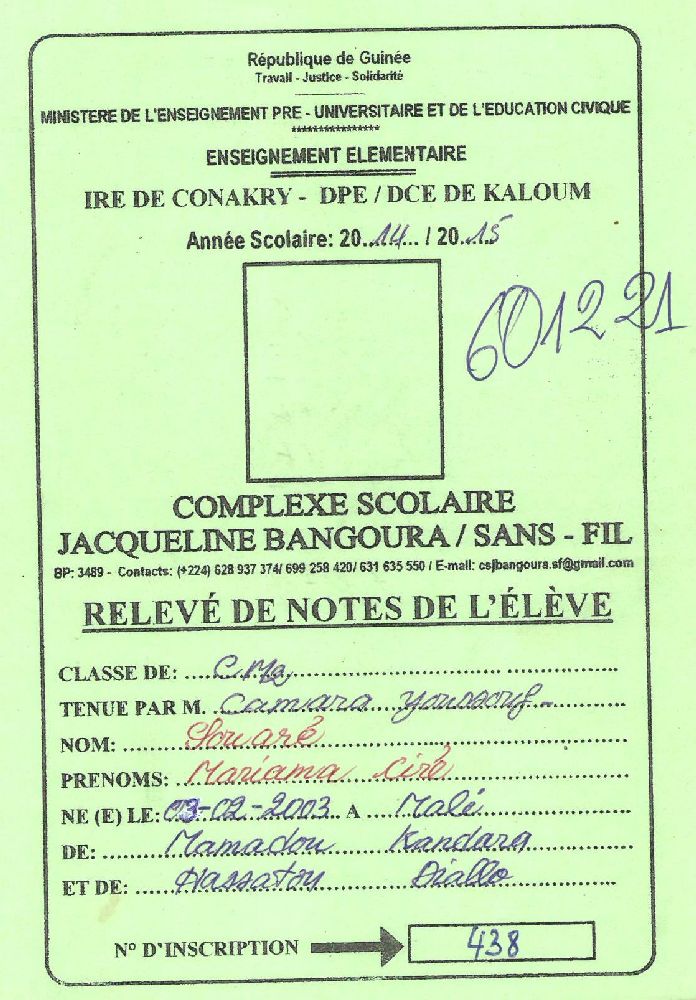 République de Guinée
Travail - Justice - Solidarité
MINISTERE DE L'ENSEIGNEMENT PRE - UNIVERSITAIRE ET DE L'EDUCATION CIVIQUE
****************
ENSEIGNEMENT ELEMENTAIRE
IRE DE CONAKRY - DPE / DCE DE KALOUM
Année Scolaire: 20..14... / 20..15
601221
COMPLEXE SCOLAIRE
JACQUELINE BANGOURA / SANS - FIL
BP: 3489 - Contacts: (+224) 628 937 374/ 699 258 420/ 631 635 550 / E-mail: csjbangoura.sf@gmail.com
RELEVÉ DE NOTES DE L'ÉLÈVE
CLASSE DE: CM2
TENUE PAR M. Camara Youssouf
NOM: Souaré
PRENOMS: Mariama Ciré
NE (E) LE: 03-02-2003 A Mali
DE: Mamadou Kandara
ET DE: Hassatou Diallo
N° D'INSCRIPTION 438